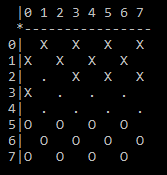 |0 1 2 3 4 5 6 7
 *----------------
0|  X   X   X   X
1|X   X   X   X
2|  .   X   X   X
3|X   .   .   .
4|  .   .   .   .
5|O   O   O   O
6|  O   O   O   O
7|O   O   O   O